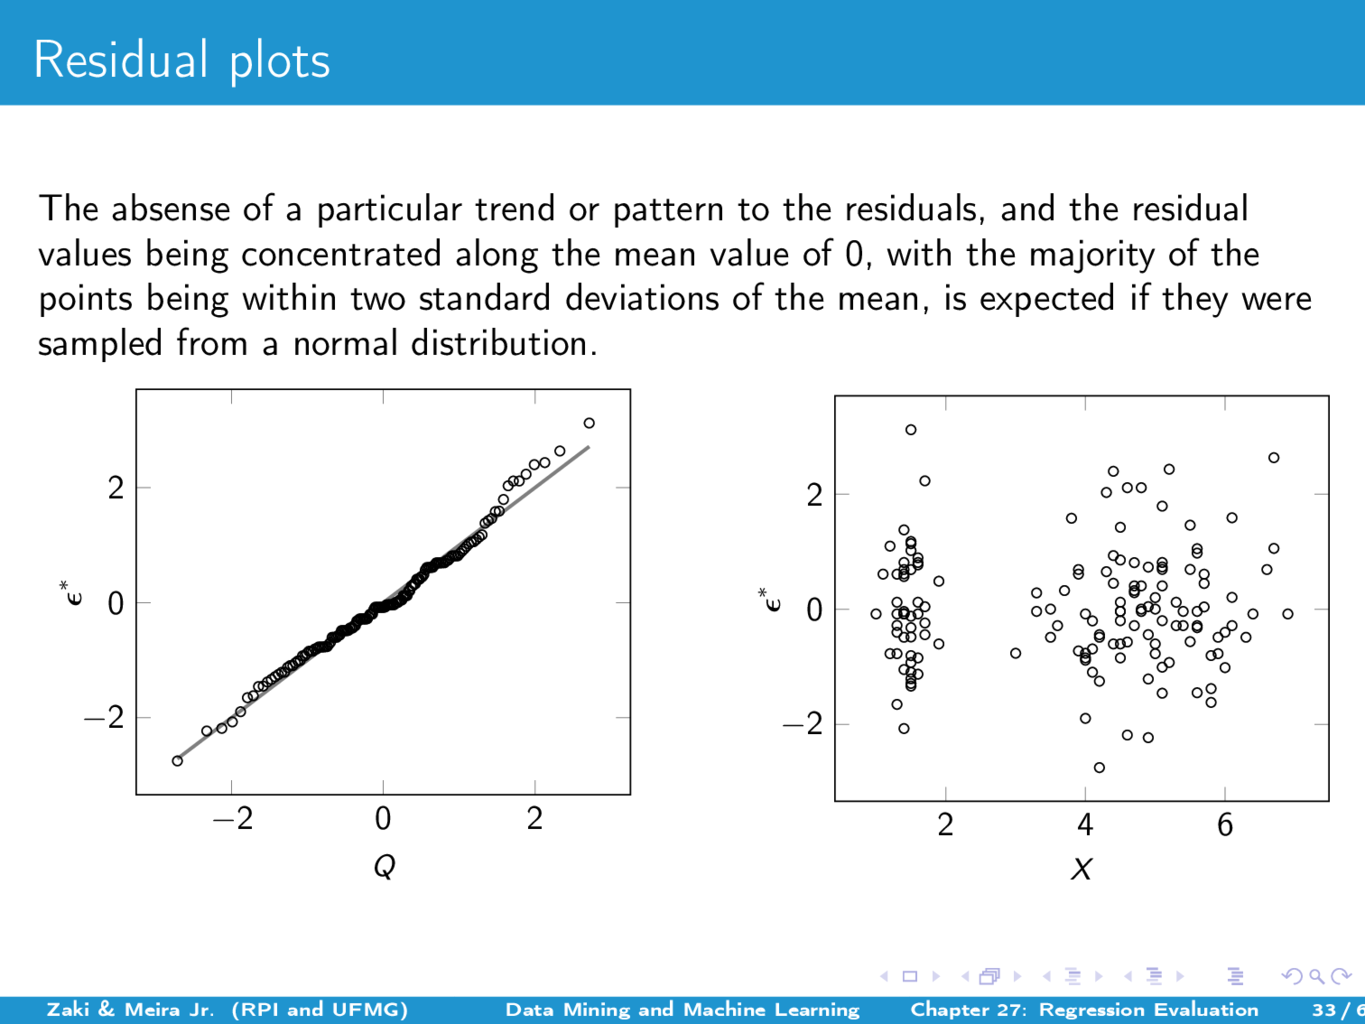 Residual plots
The absense of a particular trend or pattern to the residuals, and the residual
values being concentrated along the mean value of 0, with the majority of the
points being within two standard deviations of the mean, is expected if they were
sampled from a normal distribution.
2
0
−2
ϵ*
−2 0 2
Q
2
0
−2
ϵ*
2 4 6
X
Zaki & Meira Jr. (RPI and UFMG) Data Mining and Machine Learning Chapter 27: Regression Evaluation 33 / 6